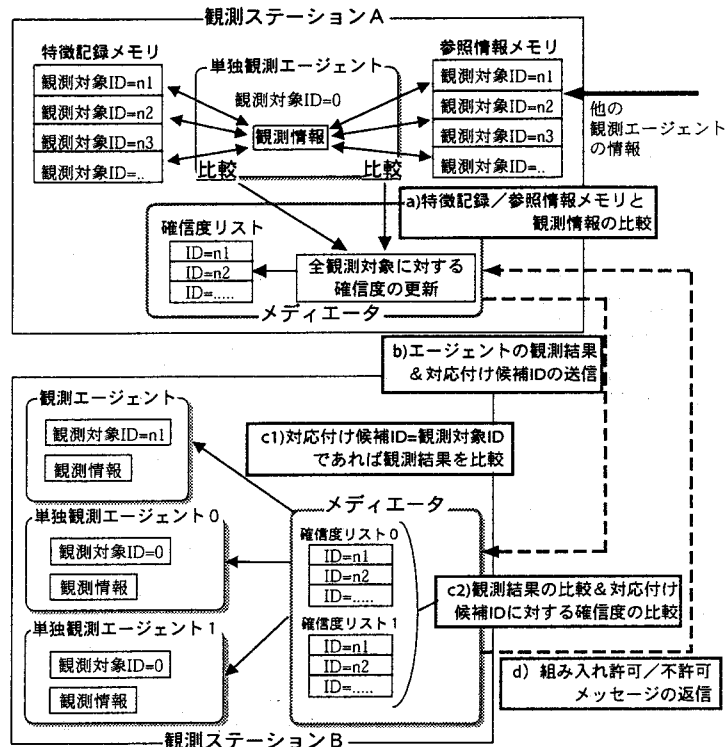 観測ステーションA
特徴記録メモリ
観測対象ID=n1
観測対象ID=n2
観測対象ID=n3
観測対象ID=..
単独観測エージェント
観測対象ID=0
観測情報
比較
比較
参照情報メモリ
観測対象ID=n1
観測対象ID=n2
観測対象ID=n3
観測対象ID=..
他の
観測エージェント
の情報
a)特徴記録／参照情報メモリと
観測情報の比較
確信度リスト
ID=n1
ID=n2
ID=.....
全観測対象に対する
確信度の更新
メディエータ
b)エージェントの観測結果
&対応付け候補IDの送信
観測エージェント
観測対象ID=n1
観測情報
c1)対応付け候補ID=観測対象ID
であれば観測結果を比較
単独観測エージェント0
観測対象ID=0
観測情報
単独観測エージェント1
観測対象ID=0
観測情報
メディエータ
確信度リスト0
ID=n1
ID=n2
ID=.....
確信度リスト1
ID=n1
ID=n2
ID=.....
c2)観測結果の比較&対応付け
候補IDに対する確信度の比較
d) 組み入れ許可／不許可
メッセージの返信
観測ステーションB